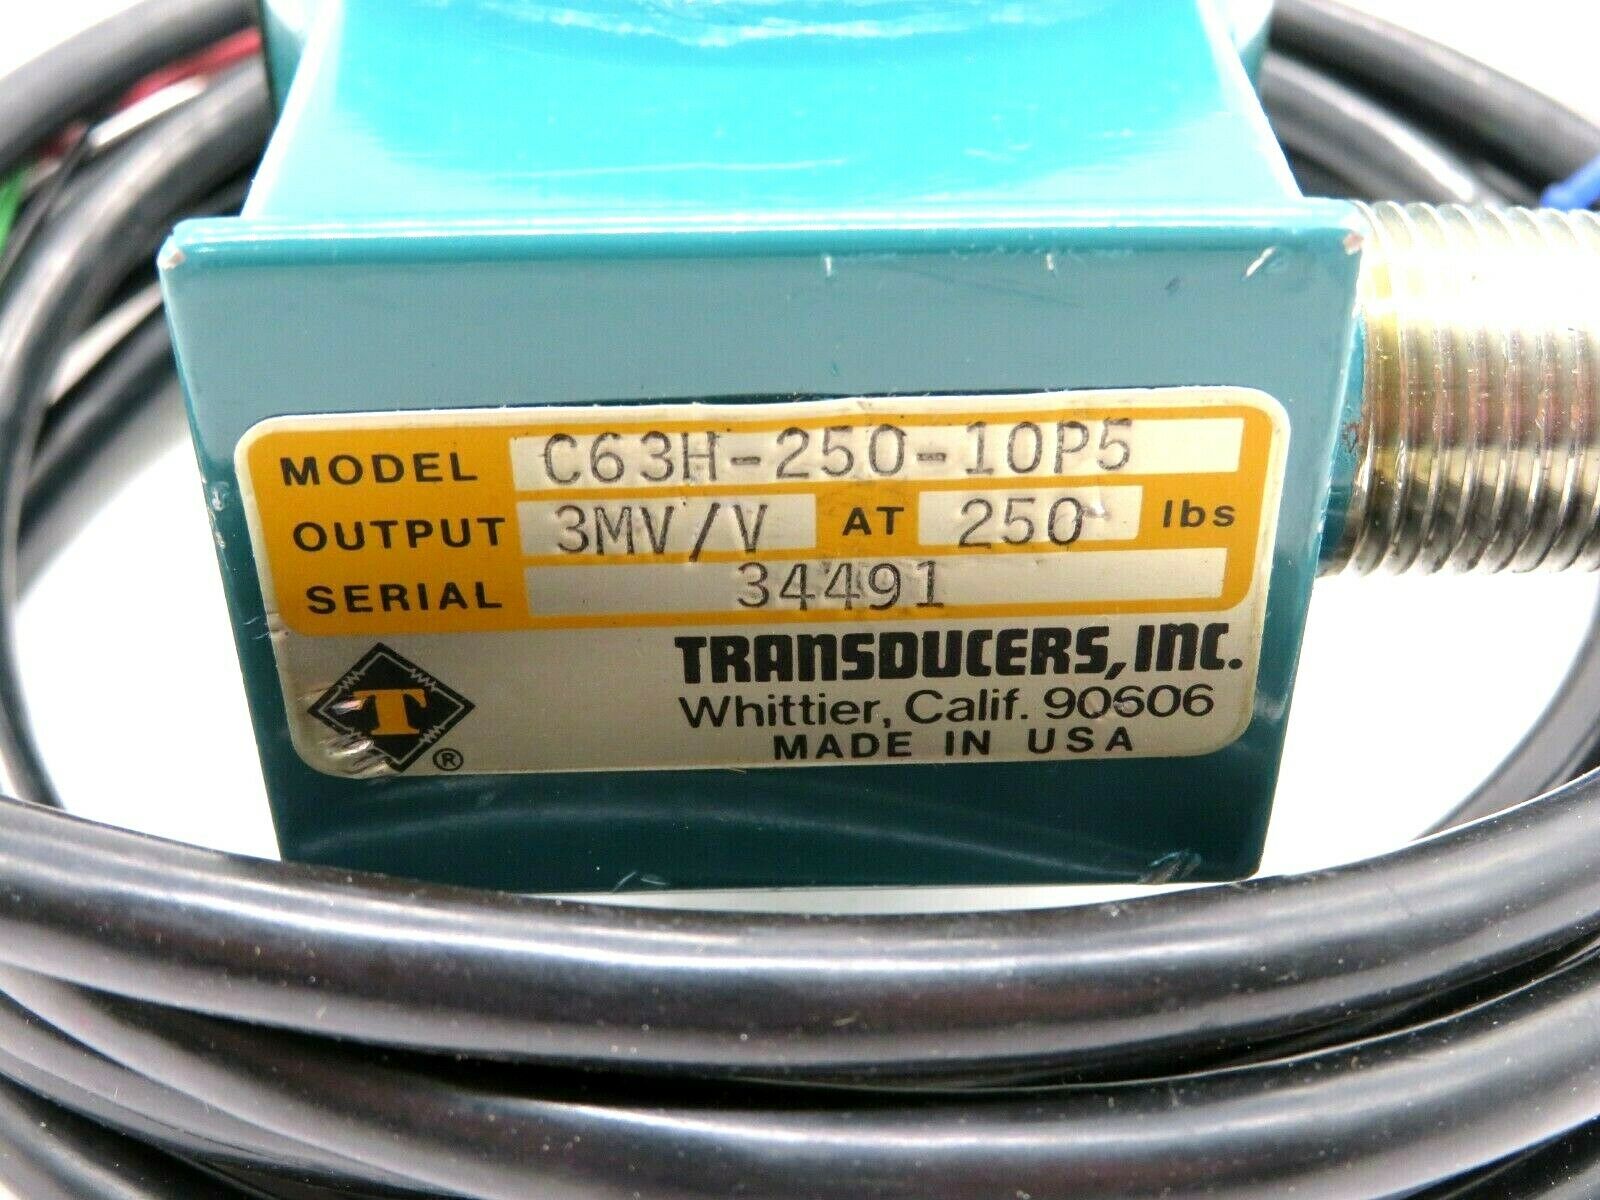 MODEL C63H-250-10P5
OUTPUT 3MV/V AT 250 lbs
SERIAL 34491
TRANSDUCERS, INC.
T ® Whittier, Calif. 90606
MADE IN USA